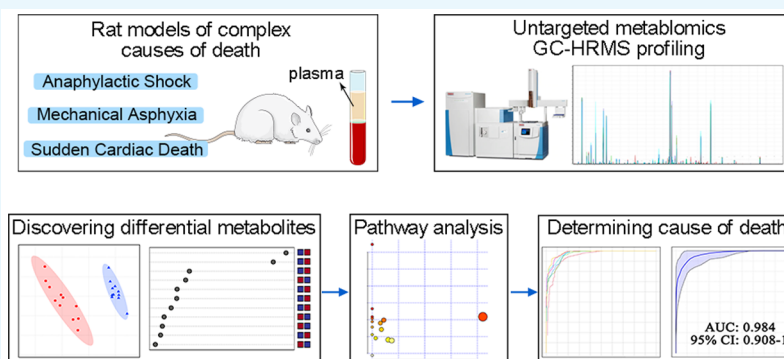 Rat models of complex
causes of death
Anaphylactic Shock
Mechanical Asphyxia
Sudden Cardiac Death
plasma
Untargeted metablomics
GC-HRMS profiling
Discovering differential metabolites
Pathway analysis
Determining cause of death
AUC: 0.984
95% CI: 0.908-